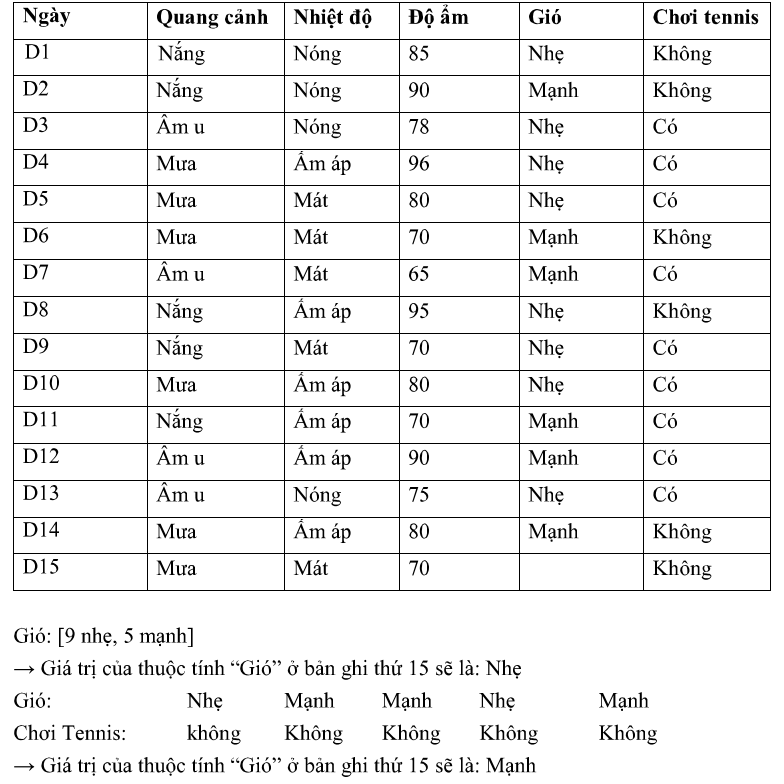 Ngày Quang cảnh Nhiệt độ Độ ẩm Gió Chơi tennis
D1 Nắng Nóng 85 Nhẹ Không
D2 Nắng Nóng 90 Mạnh Không
D3 Âm u Nóng 78 Nhẹ Có
D4 Mưa Ấm áp 96 Nhẹ Có
D5 Mưa Mát 80 Nhẹ Có
D6 Mưa Mát 70 Mạnh Không
D7 Âm u Mát 65 Mạnh Có
D8 Nắng Ấm áp 95 Nhẹ Không
D9 Nắng Mát 70 Nhẹ Có
D10 Mưa Ấm áp 80 Nhẹ Có
D11 Nắng Ấm áp 70 Mạnh Có
D12 Âm u Ấm áp 90 Mạnh Có
D13 Âm u Nóng 75 Nhẹ Có
D14 Mưa Ấm áp 80 Mạnh Không
D15 Mưa Mát 70 Không
Gió: [9 nhẹ, 5 mạnh]
→ Giá trị của thuộc tính “Gió” ở bản ghi thứ 15 sẽ là: Nhẹ
Gió: Nhẹ Mạnh Mạnh Nhẹ Mạnh
Chơi Tennis: không Không Không Không Không
→ Giá trị của thuộc tính “Gió” ở bản ghi thứ 15 sẽ là: Mạnh